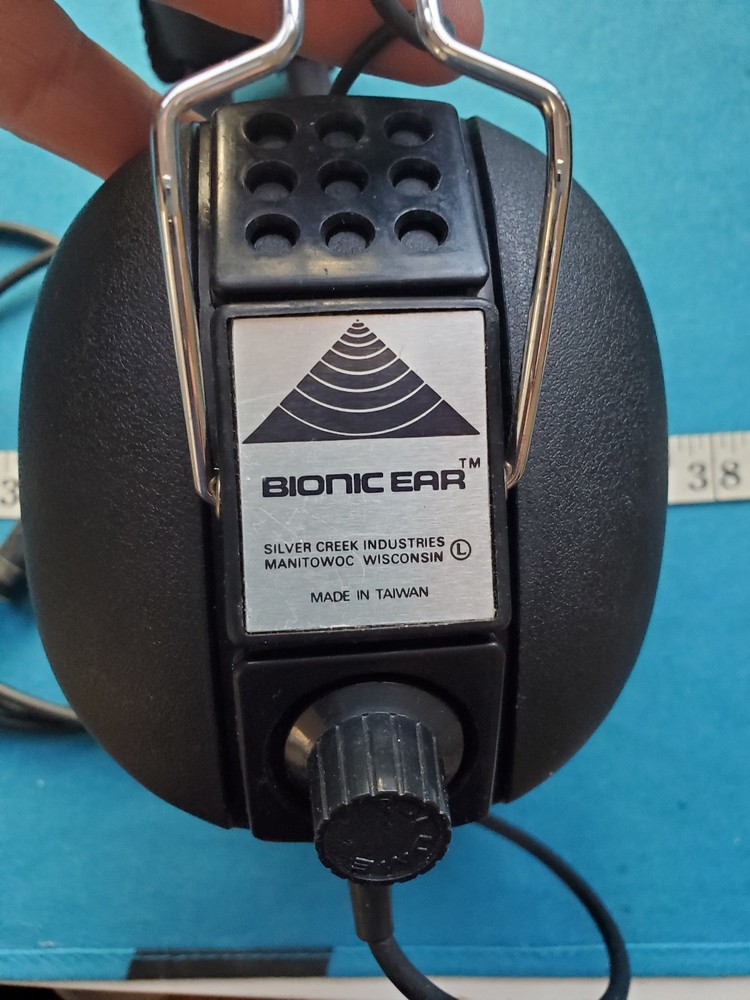 BIONIC EAR™
SILVER CREEK INDUSTRIES
MANITOWOC WISCONSIN Ⓛ
MADE IN TAIWAN
38